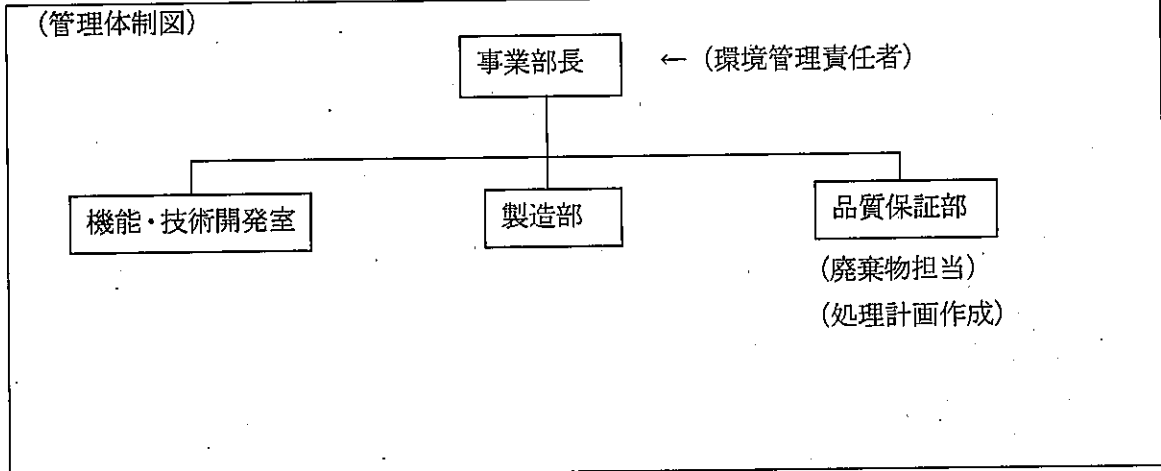 (管理体制図)
事業部長 ← (環境管理責任者)
機能・技術開発室 製造部 品質保証部
(廃棄物担当)
(処理計画作成)